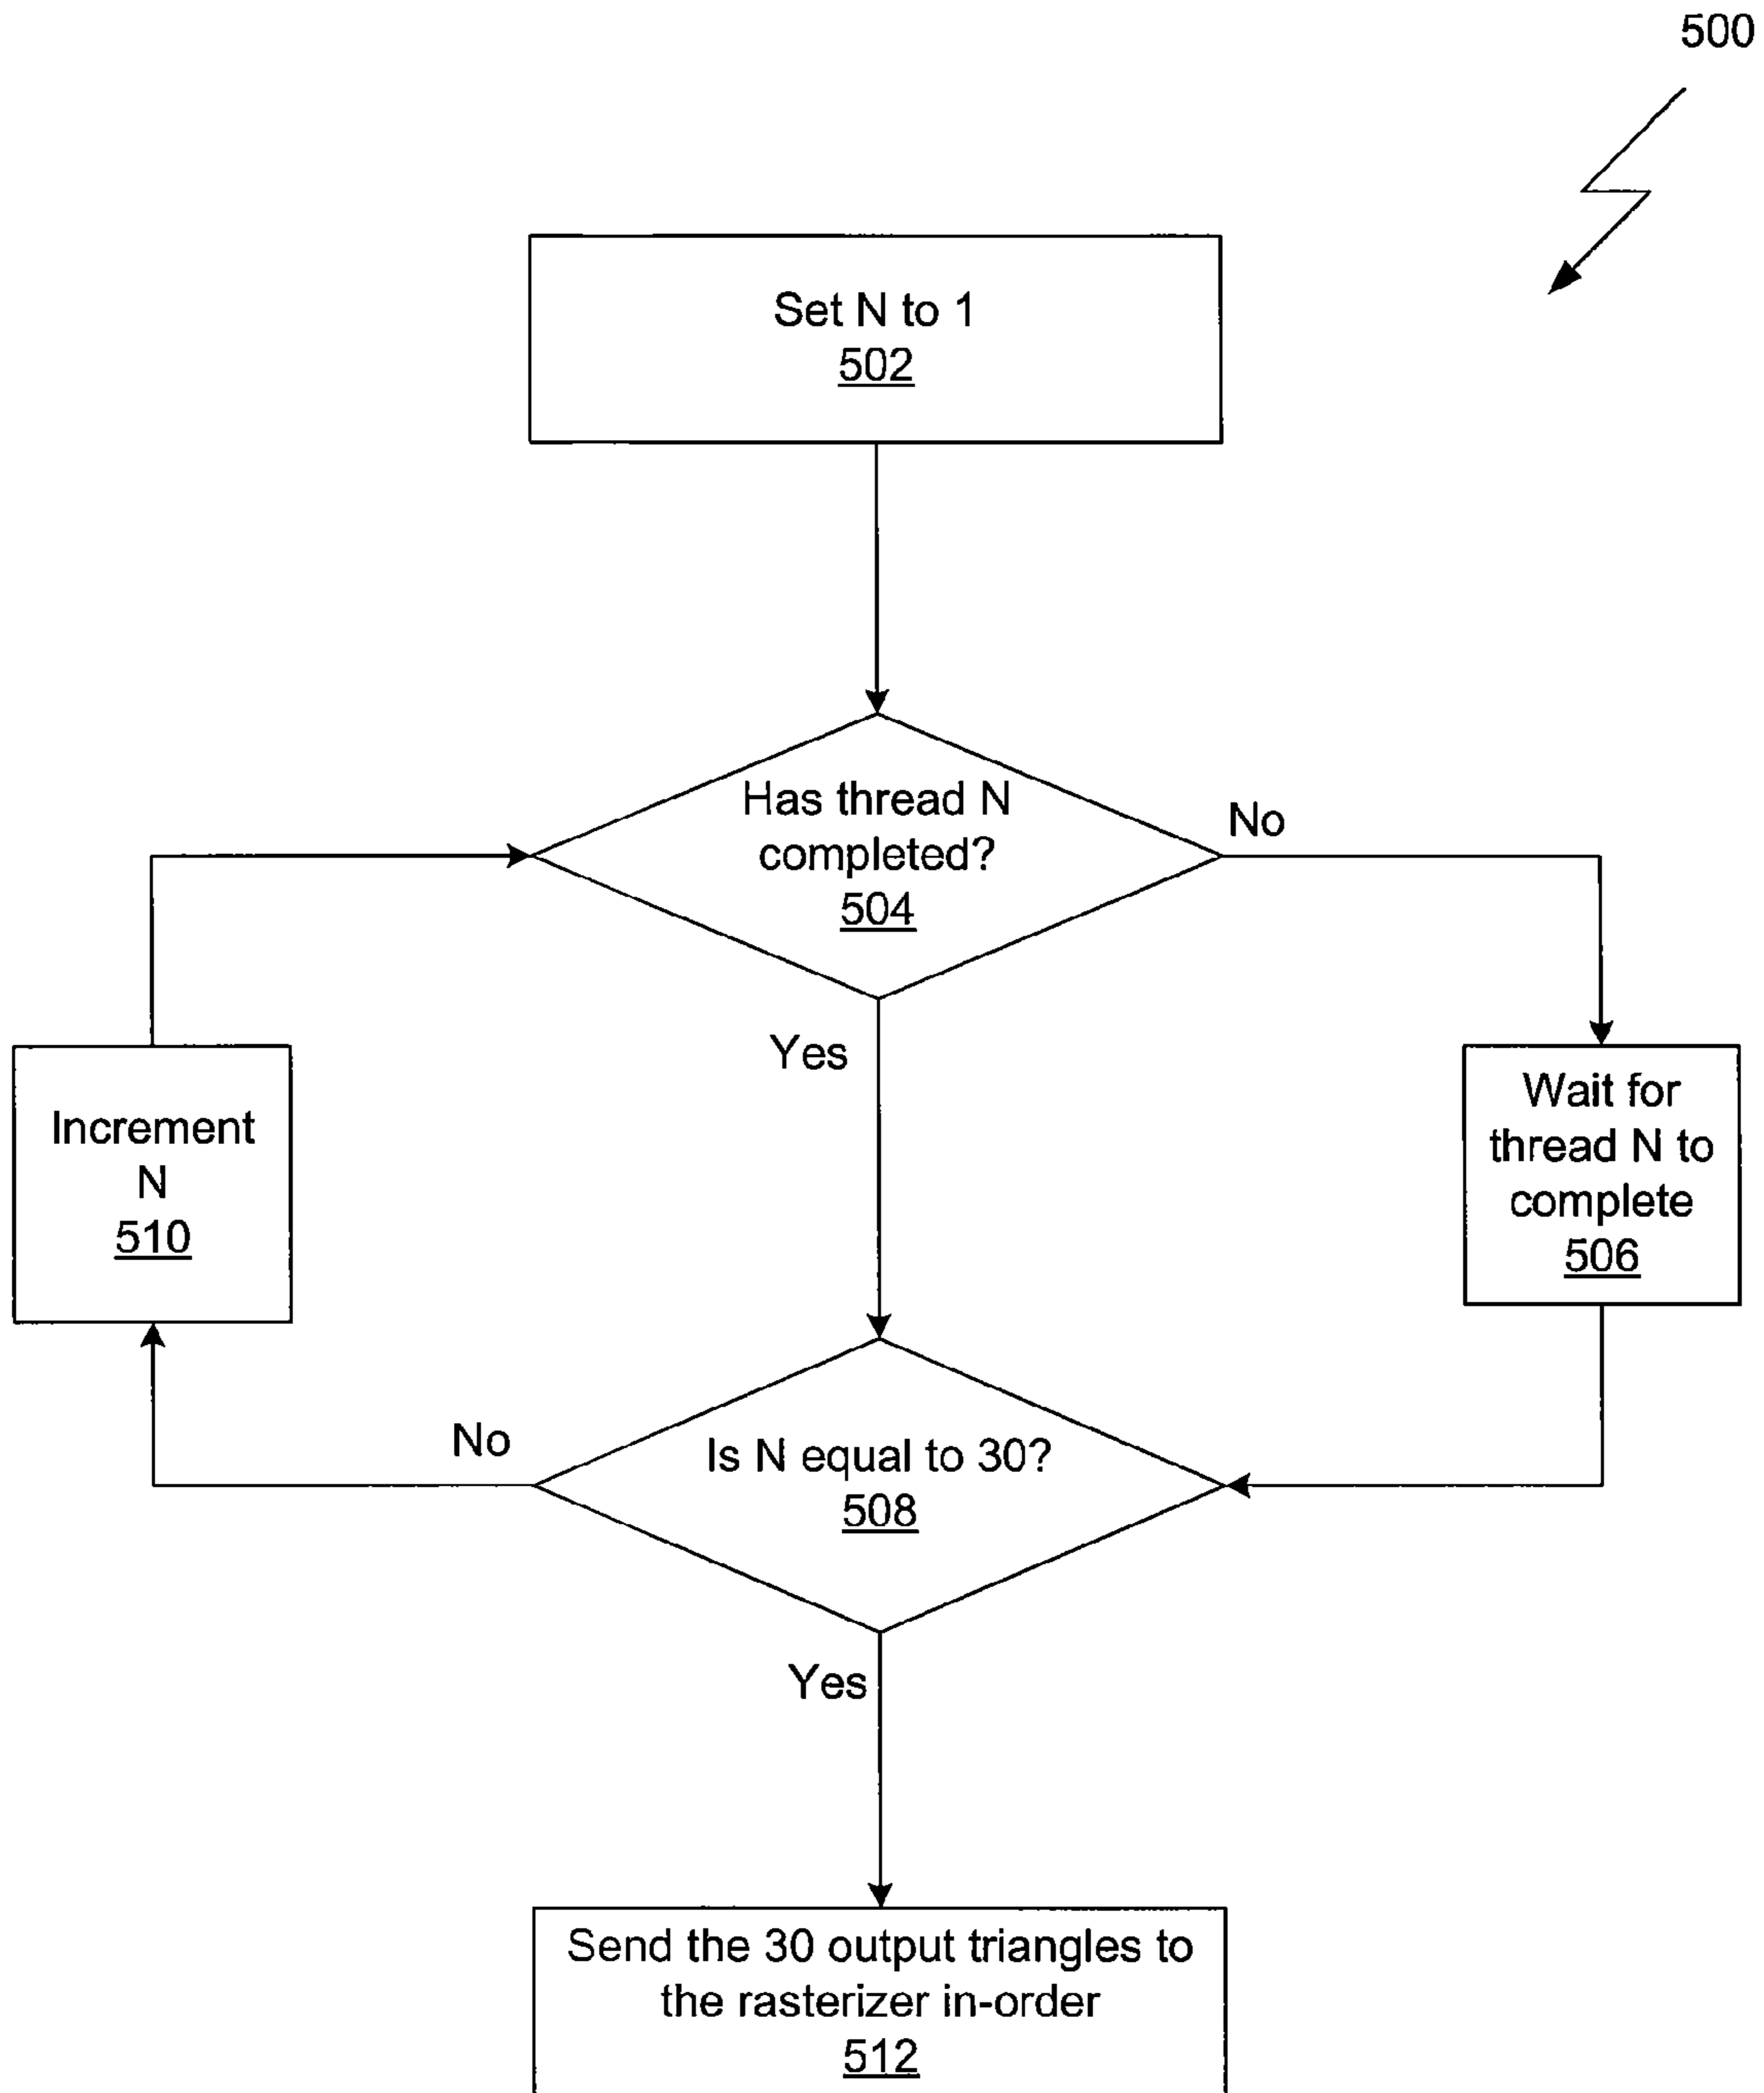 500
Set N to 1
502
Has thread N
completed?
504
No
Yes
Increment
N
510
Wait for
thread N to
complete
506
No
Is N equal to 30?
508
Yes
Send the 30 output triangles to
the rasterizer in-order
512